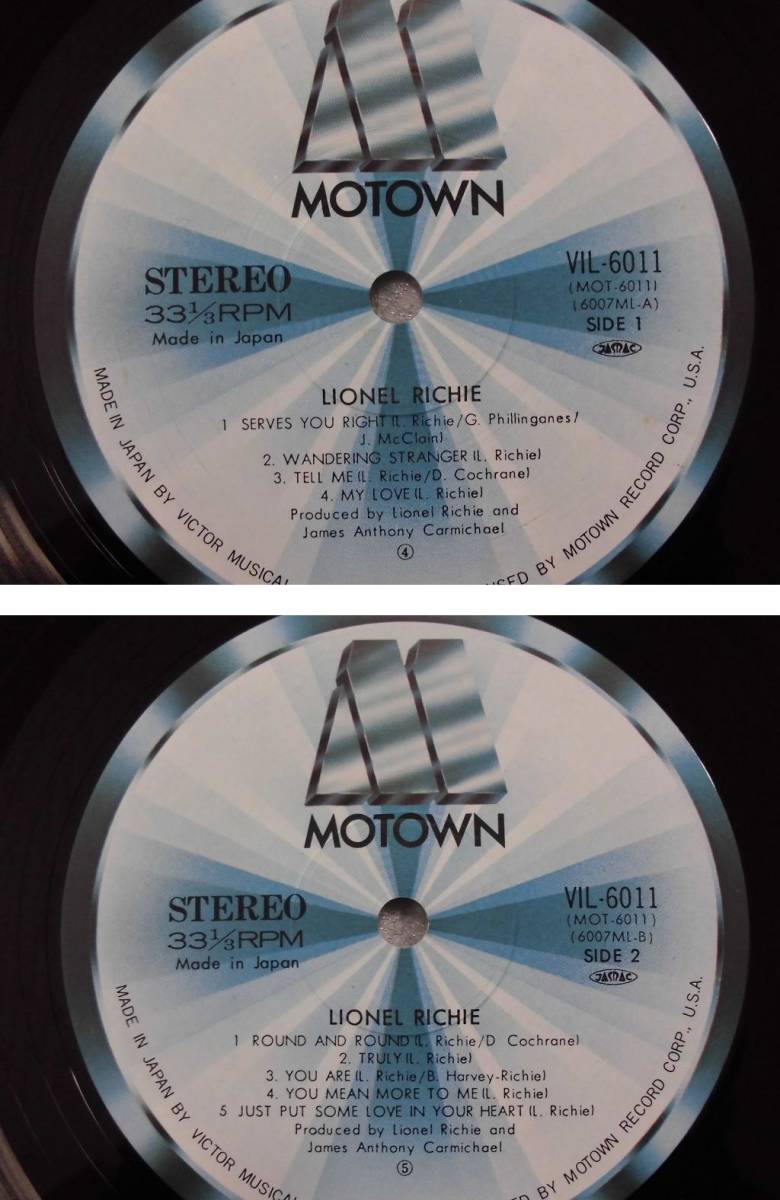 MOTOWN
STEREO
33⅓RPM
Made in Japan
VIL-6011
(MOT-6011)
(6007ML-A)
SIDE 1
JASRAC
LIONEL RICHIE
1 SERVES YOU RIGHT (L. Richie/G. Phillinganes/
J. McClain)
2. WANDERING STRANGER (L. Richie)
3. TELL ME (L. Richie/D. Cochrane)
4. MY LOVE (L. Richie)
Produced by Lionel Richie and
James Anthony Carmichael
④
MADE IN JAPAN BY VICTOR MUSICAL
BY MOTOWN RECORD CORP., U.S.A.
MOTOWN
STEREO
33⅓RPM
Made in Japan
VIL-6011
(MOT-6011)
(6007ML-B)
SIDE 2
JASRAC
LIONEL RICHIE
1 ROUND AND ROUND (L. Richie/D Cochrane)
2. TRULY (L. Richie)
3. YOU ARE (L. Richie/B. Harvey-Richie)
4. YOU MEAN MORE TO ME (L. Richie)
5 JUST PUT SOME LOVE IN YOUR HEART (L. Richie)
Produced by Lionel Richie and
James Anthony Carmichael
⑤
MADE IN JAPAN BY VICTOR MUSICAL
BY MOTOWN RECORD CORP., U.S.A.